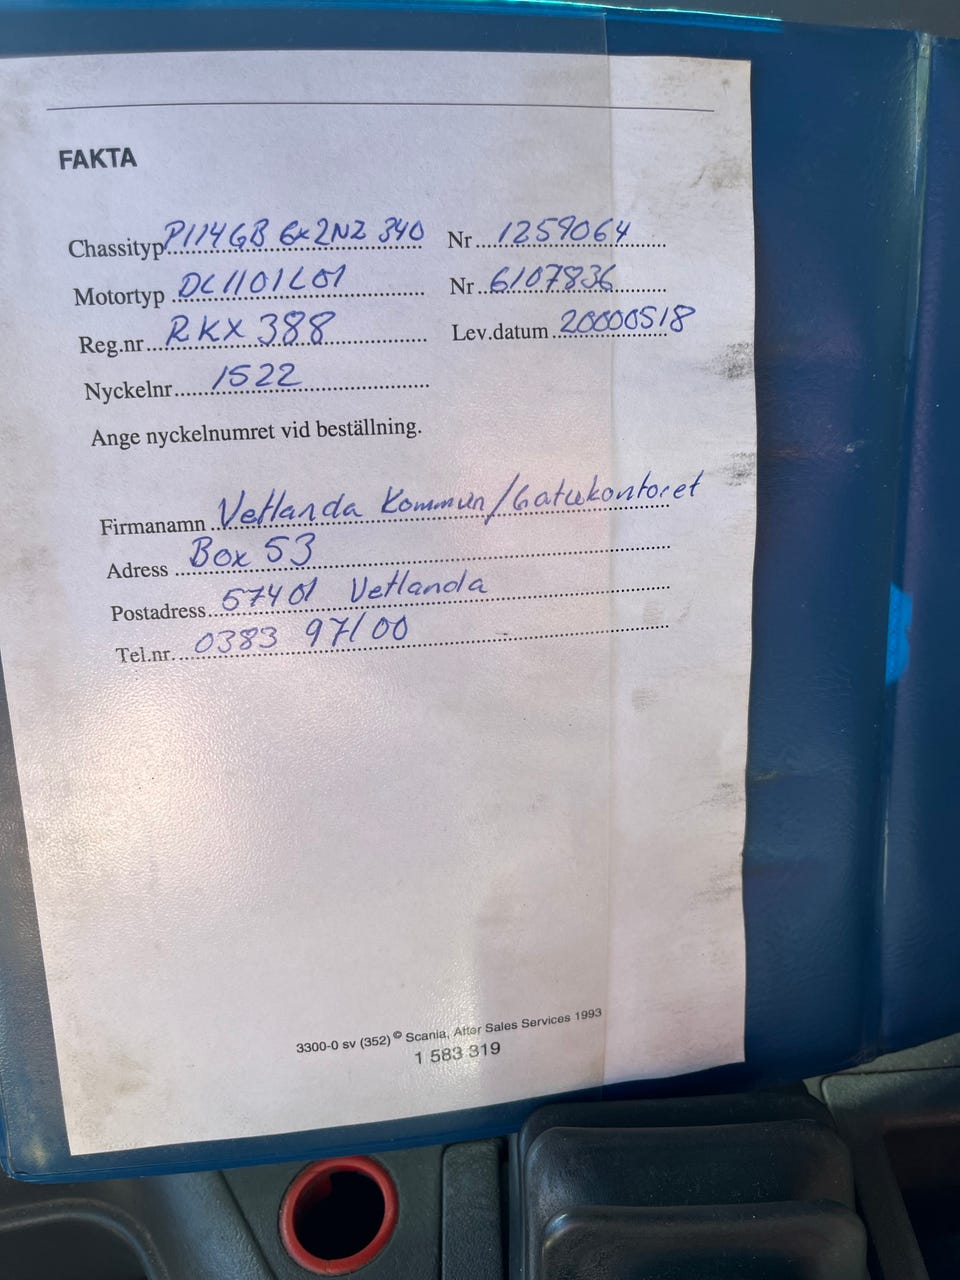 FAKTA
Chassityp P114GB 6x2NZ 340 Nr 1259064
Motortyp DC1101L01 Nr 6107836
Reg.nr RKX 388 Lev.datum 20000518
Nyckelnr 1522
Ange nyckelnumret vid beställning.
Firmanamn Vetlanda Kommun/Gatukontoret
Adress Box 53
Postadress 57401 Vetlanda
Tel.nr. 0383 97100
3300-0 sv (352) © Scania, After Sales Services 1993
1 583 319